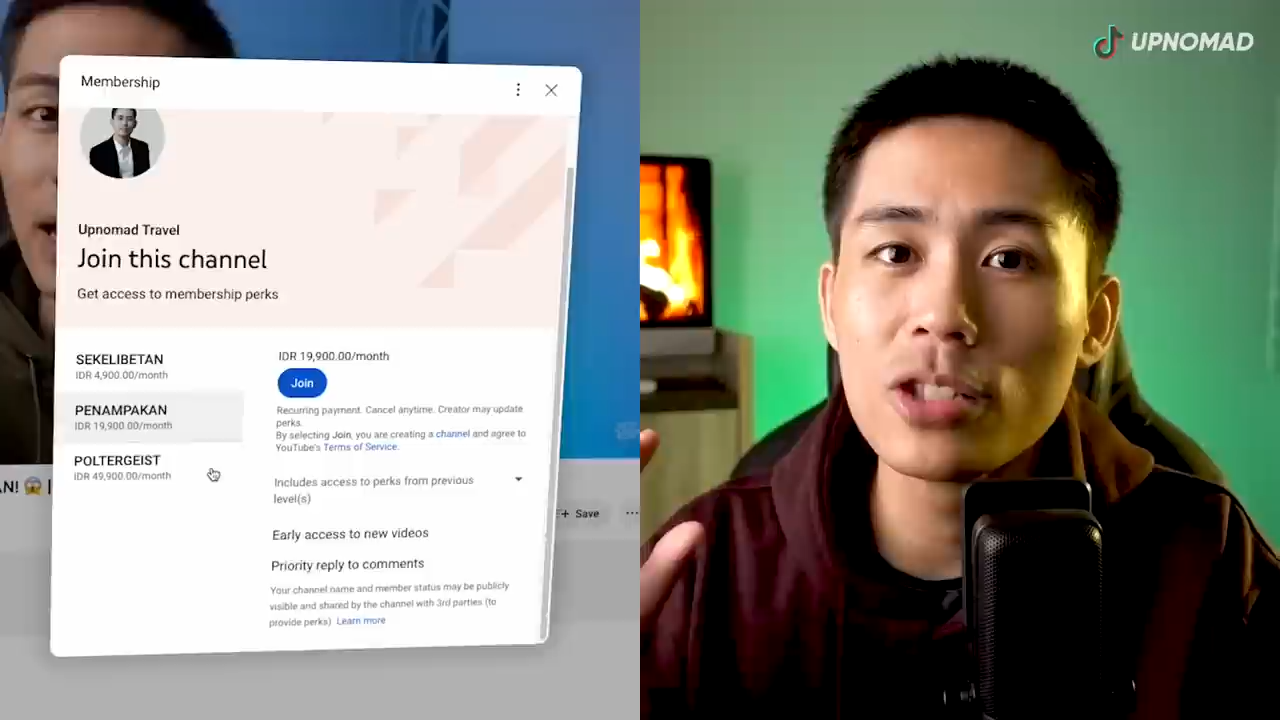 Membership
Upnomad Travel
Join this channel
Get access to membership perks
SEKELIBETAN
IDR 4,900.00/month
PENAMPAKAN
IDR 19,900.00/month
POLTERGEIST
IDR 49,900.00/month
IDR 19,900.00/month
Join
Recurring payment. Cancel anytime. Creator may update
perks.
By selecting Join, you are creating a channel and agree to
YouTube's Terms of Service.
Includes access to perks from previous
level(s)
Early access to new videos
Priority reply to comments
Your channel name and member status may be publicly
visible and shared by the channel with 3rd parties (to
provide perks) Learn more
AN! 😱 |
Save
UPNOMAD